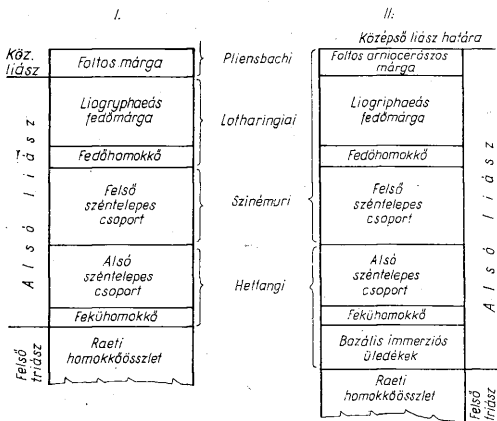 I.
Köz.
liász
Foltos márga
Liogryphaeás
fedőmárga
Fedőhomokkő
Felső
széntelepes
csoport
Alsó
széntelepes
csoport
Fekühomokkő
Raeti
homokkőösszlet
Alsó liász
Felső
triász
Pliensbachi
Lotharingiai
Szinémuri
Hettangi
II.
Középső liász határa
Foltos arniocerászos
márga
Liogriphaeás
fedőmárga
Fedőhomokkő
Felső
széntelepes
csoport
Alsó
széntelepes
csoport
Fekühomokkő
Bazális immerziós
üledékek
Raeti
homokkőösszlet
Alsó liász
Felső
triász